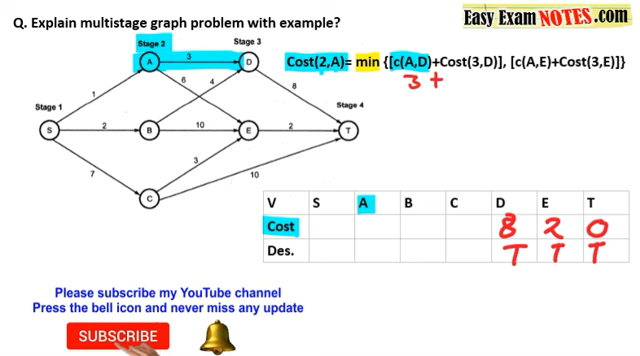 Q. Explain multistage graph problem with example?
Easy Exam NOTES.com
Stage 2
Stage 3
Cost(2,A)= min {[c(A,D)+Cost(3,D)], [c(A,E)+Cost(3,E)]}
3 +
A 3 D
1 6 4 8
Stage 1
Stage 4
S 2 B 10 E 2 T
7 3 10
C
V S A B C D E T
Cost 8 2 0
Des. T T T
Please subscribe my YouTube channel
Press the bell icon and never miss any update
SUBSCRIBE